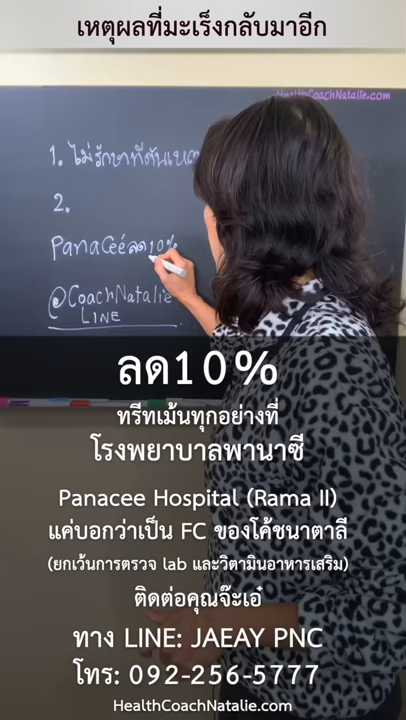 เหตุผลที่มะเร็งกลับมาอีก
HealthCoachNatalie.com
1. ไม่รักษาที่ต้นเหตุ
2.
Panaceéลด10%
@CoachNatalie
LINE
ลด10%
ทรีทเม้นทุกอย่างที่
โรงพยาบาลพานาซี
Panacee Hospital (Rama II)
แค่บอกว่าเป็น FC ของโค้ชนาตาลี
(ยกเว้นการตรวจ lab และวิตามินอาหารเสริม)
ติดต่อคุณจ๊ะเอ๋
ทาง LINE: JAEAY PNC
โทร: 092-256-5777
HealthCoachNatalie.com